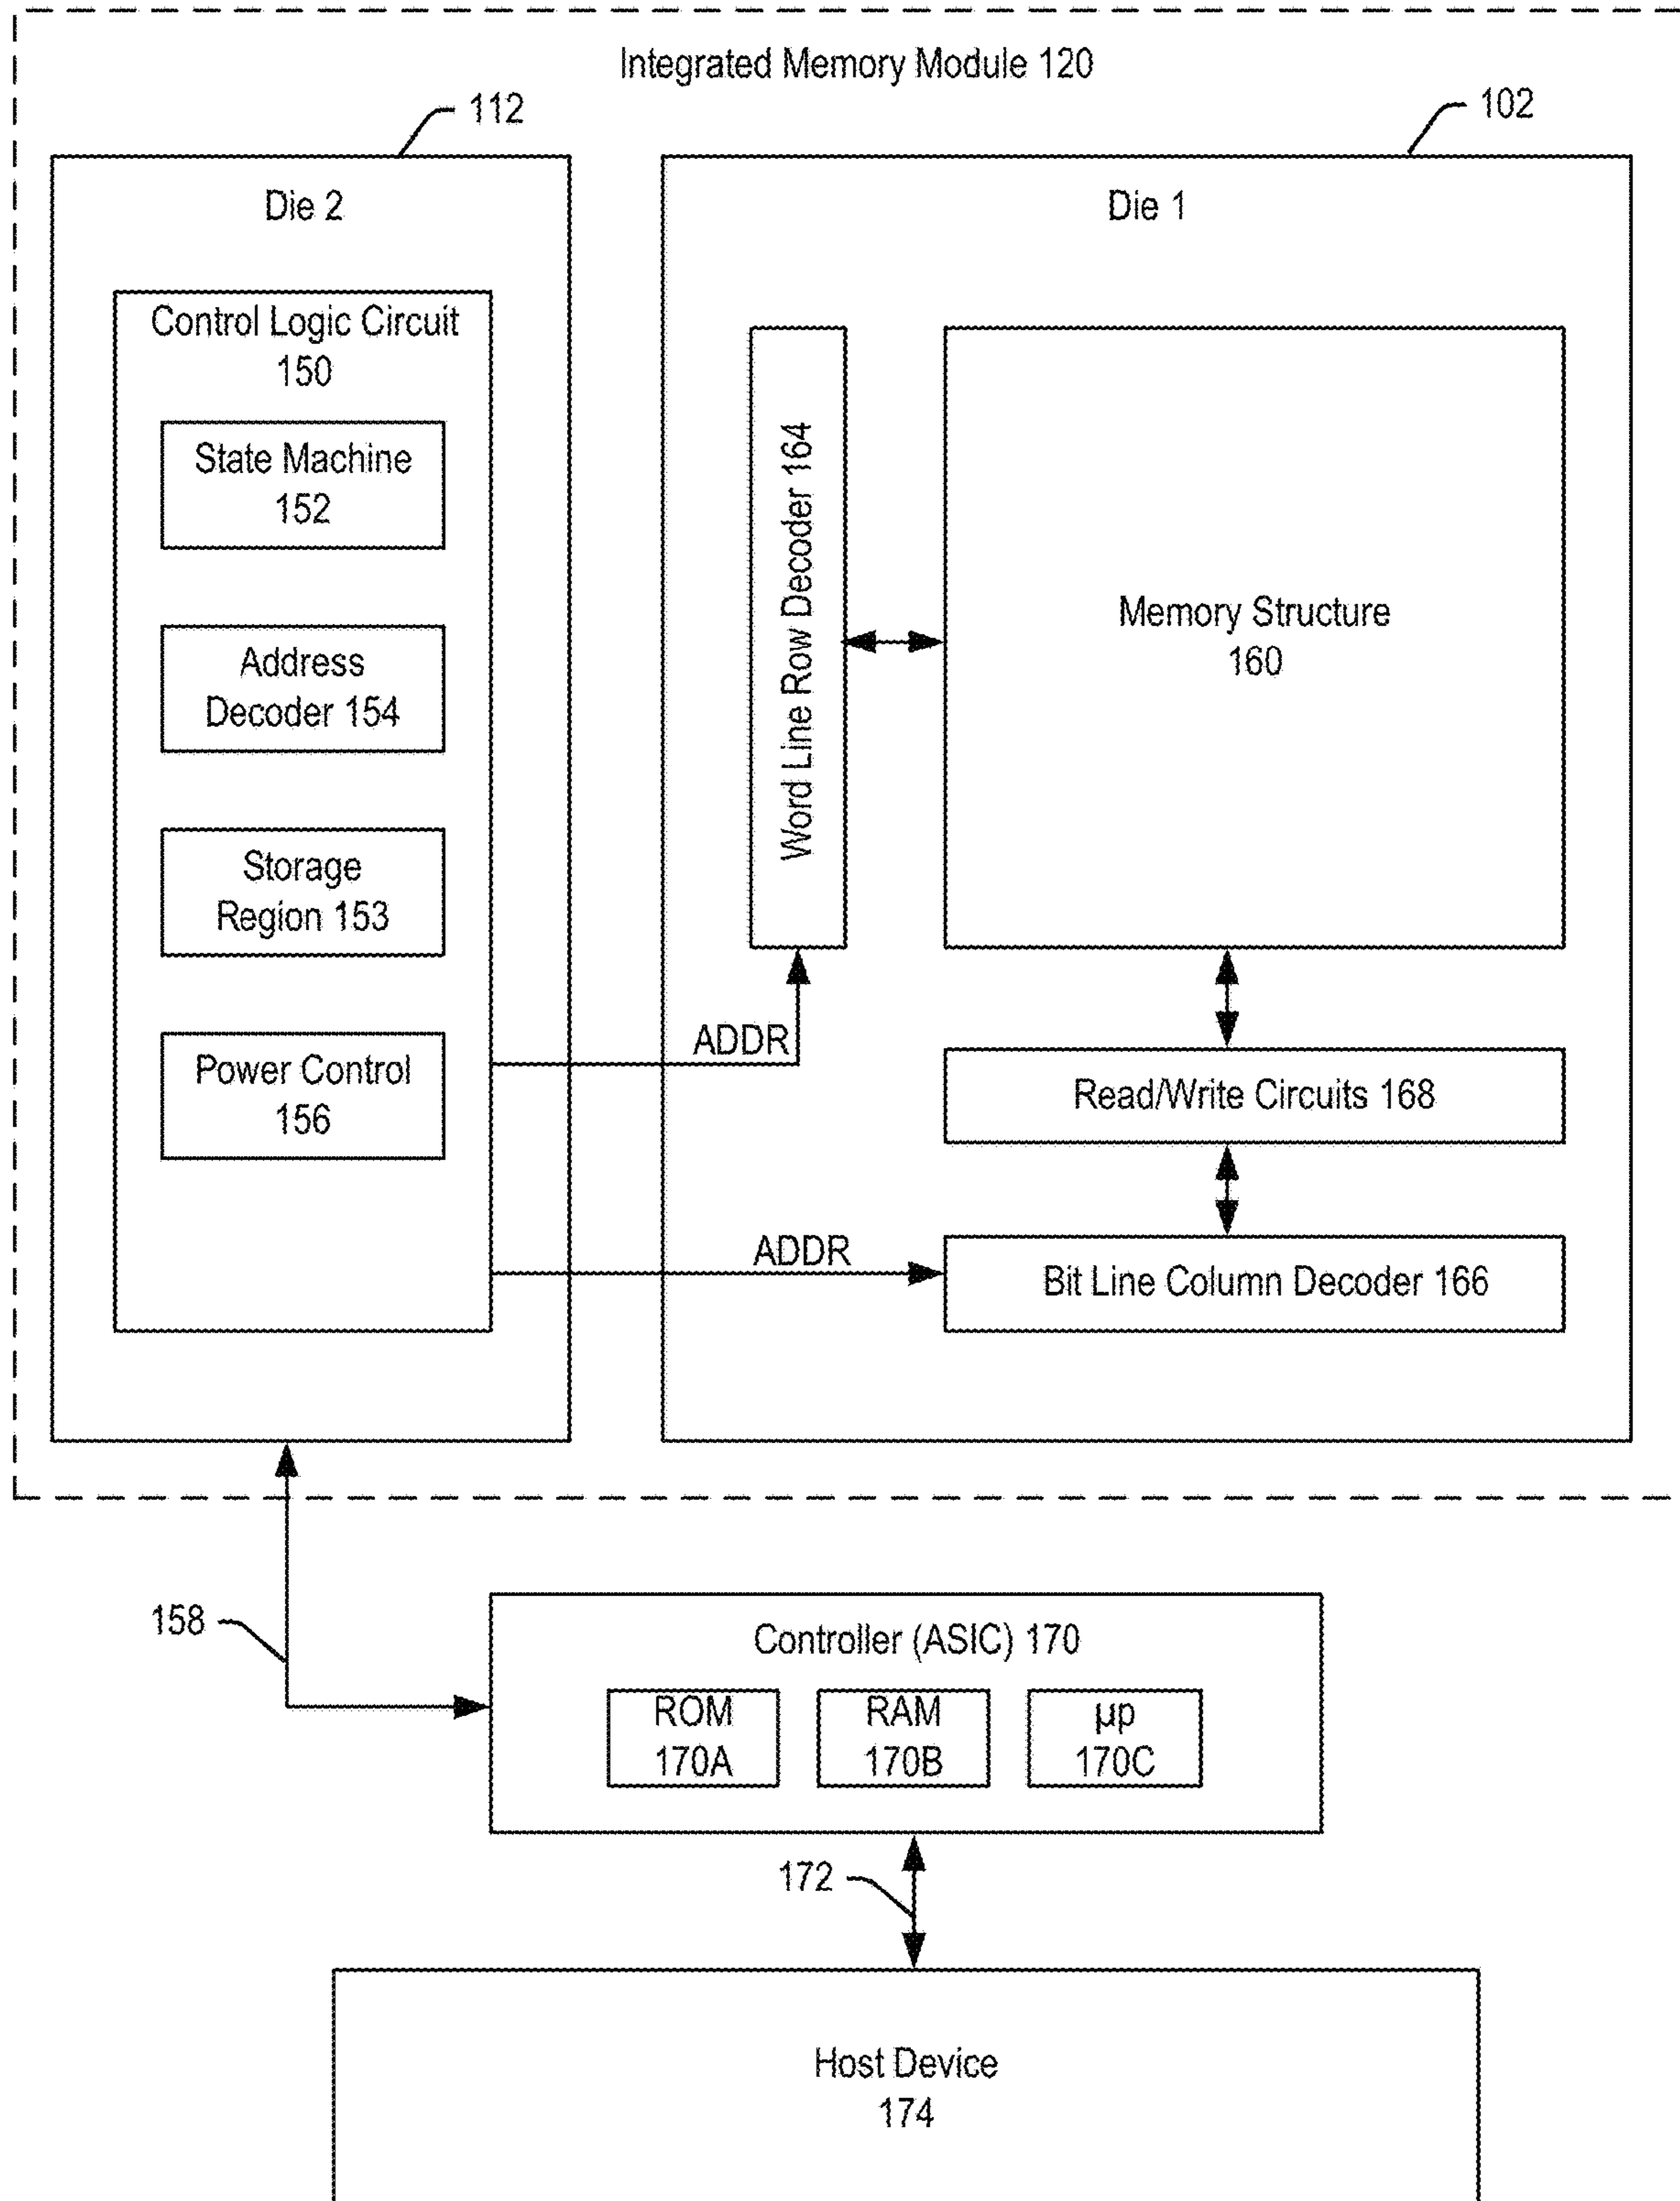 Integrated Memory Module 120
112
102
Die 2
Die 1
Control Logic Circuit
150
State Machine
152
Address
Decoder 154
Storage
Region 153
Power Control
156
Word Line Row Decoder 164
Memory Structure
160
ADDR
Read/Write Circuits 168
ADDR
Bit Line Column Decoder 166
158
Controller (ASIC) 170
ROM
170A
RAM
170B
µp
170C
172
Host Device
174